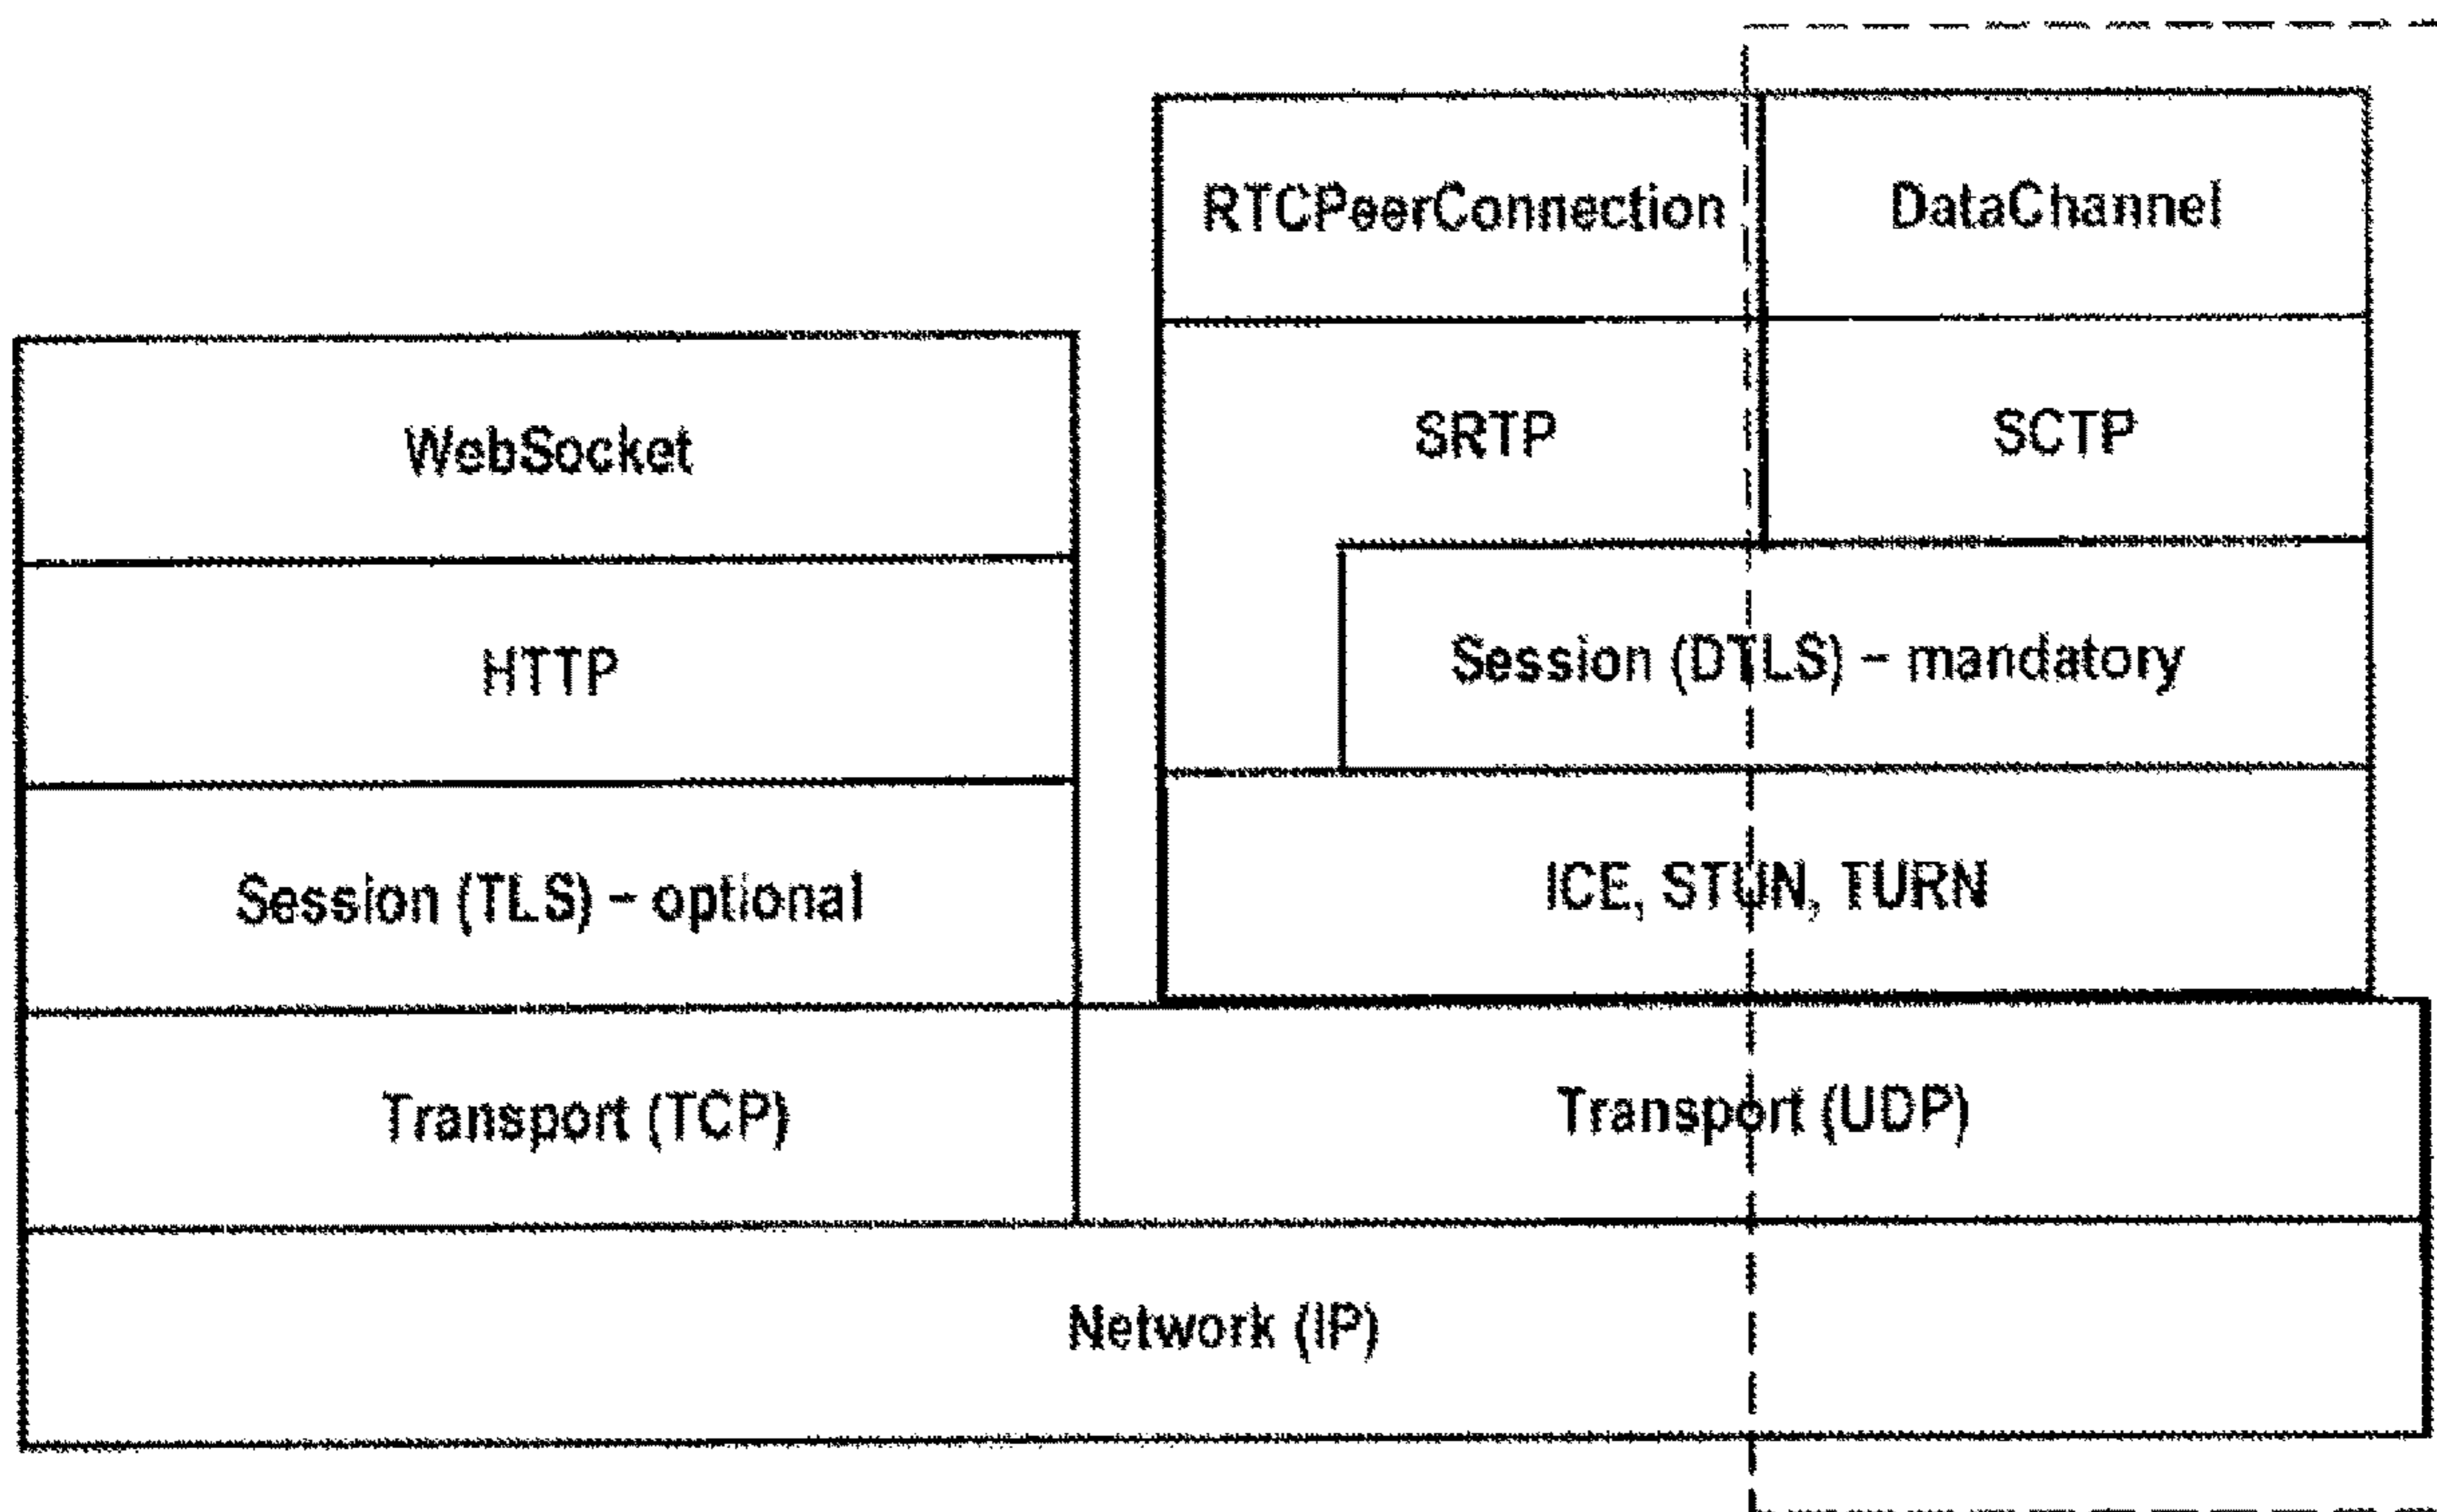 RTCPeerConnection
DataChannel
WebSocket
SRTP
SCTP
HTTP
Session (DTLS) – mandatory
Session (TLS) – optional
ICE, STUN, TURN
Transport (TCP)
Transport (UDP)
Network (IP)